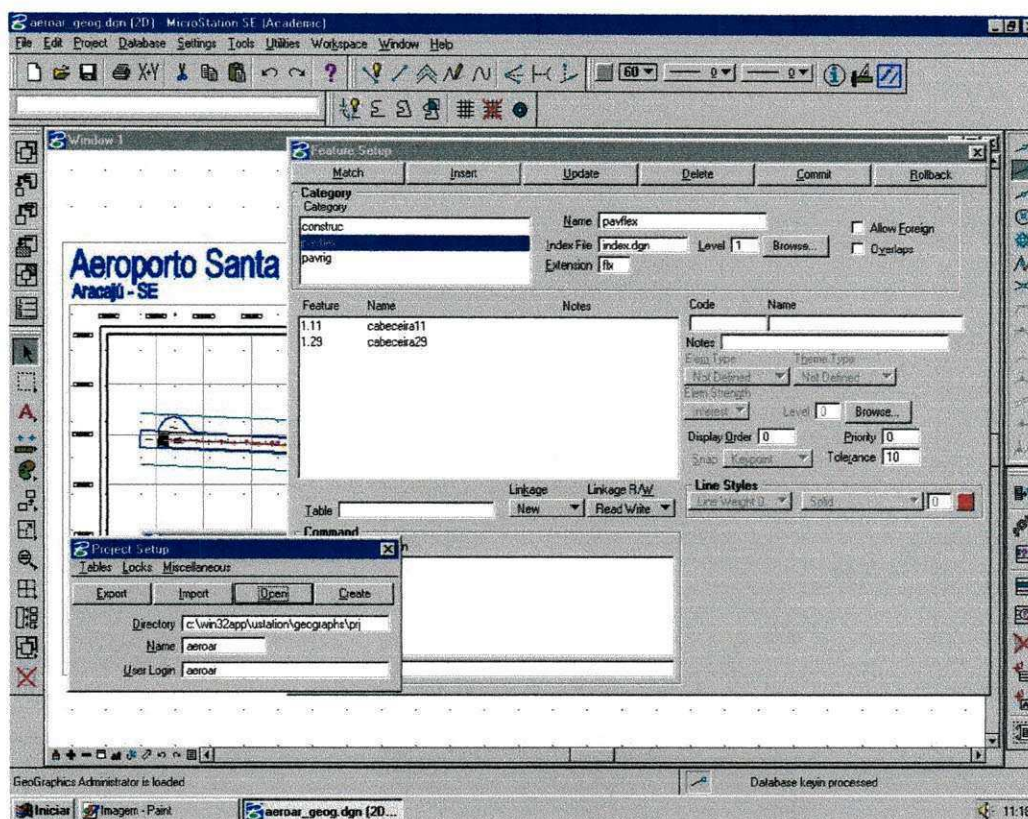 aeroar_geog.dgn (2D) - MicroStation SE (Academic)
File Edit Project Database Settings Tools Utilities Workspace Window Help
X+Y 60 0 0
Window 1
Feature Setup
Match Insert Update Delete Commit Rollback
Category
Category
construc
pavrig
Name pavflex
Index File index.dgn Level 1 Browse...
Extension flx
Allow Foreign
Overlaps
Aeroporto Santa
Aracajú - SE
Feature Name Notes
1.11 cabeceira11
1.29 cabeceira29
Code Name
Notes
Elem Type Theme Type
Not Defined Not Defined
Elem Strength
Interest Level 0 Browse...
Display Order 0 Priority 0
Snap Keypoint Tolerance 10
Line Styles
Line Weight 0 Solid 0
Table
Linkage Linkage R/W
New Read Write
Command
Project Setup
Tables Locks Miscellaneous
Export Import Open Create
Directory c:\win32app\ustation\geographs\prj
Name aeroar
User Login aeroar
GeoGraphics Administrator is loaded
Database keyin processed
Iniciar Imagem - Paint aeroar_geog.dgn (2D... 11:18